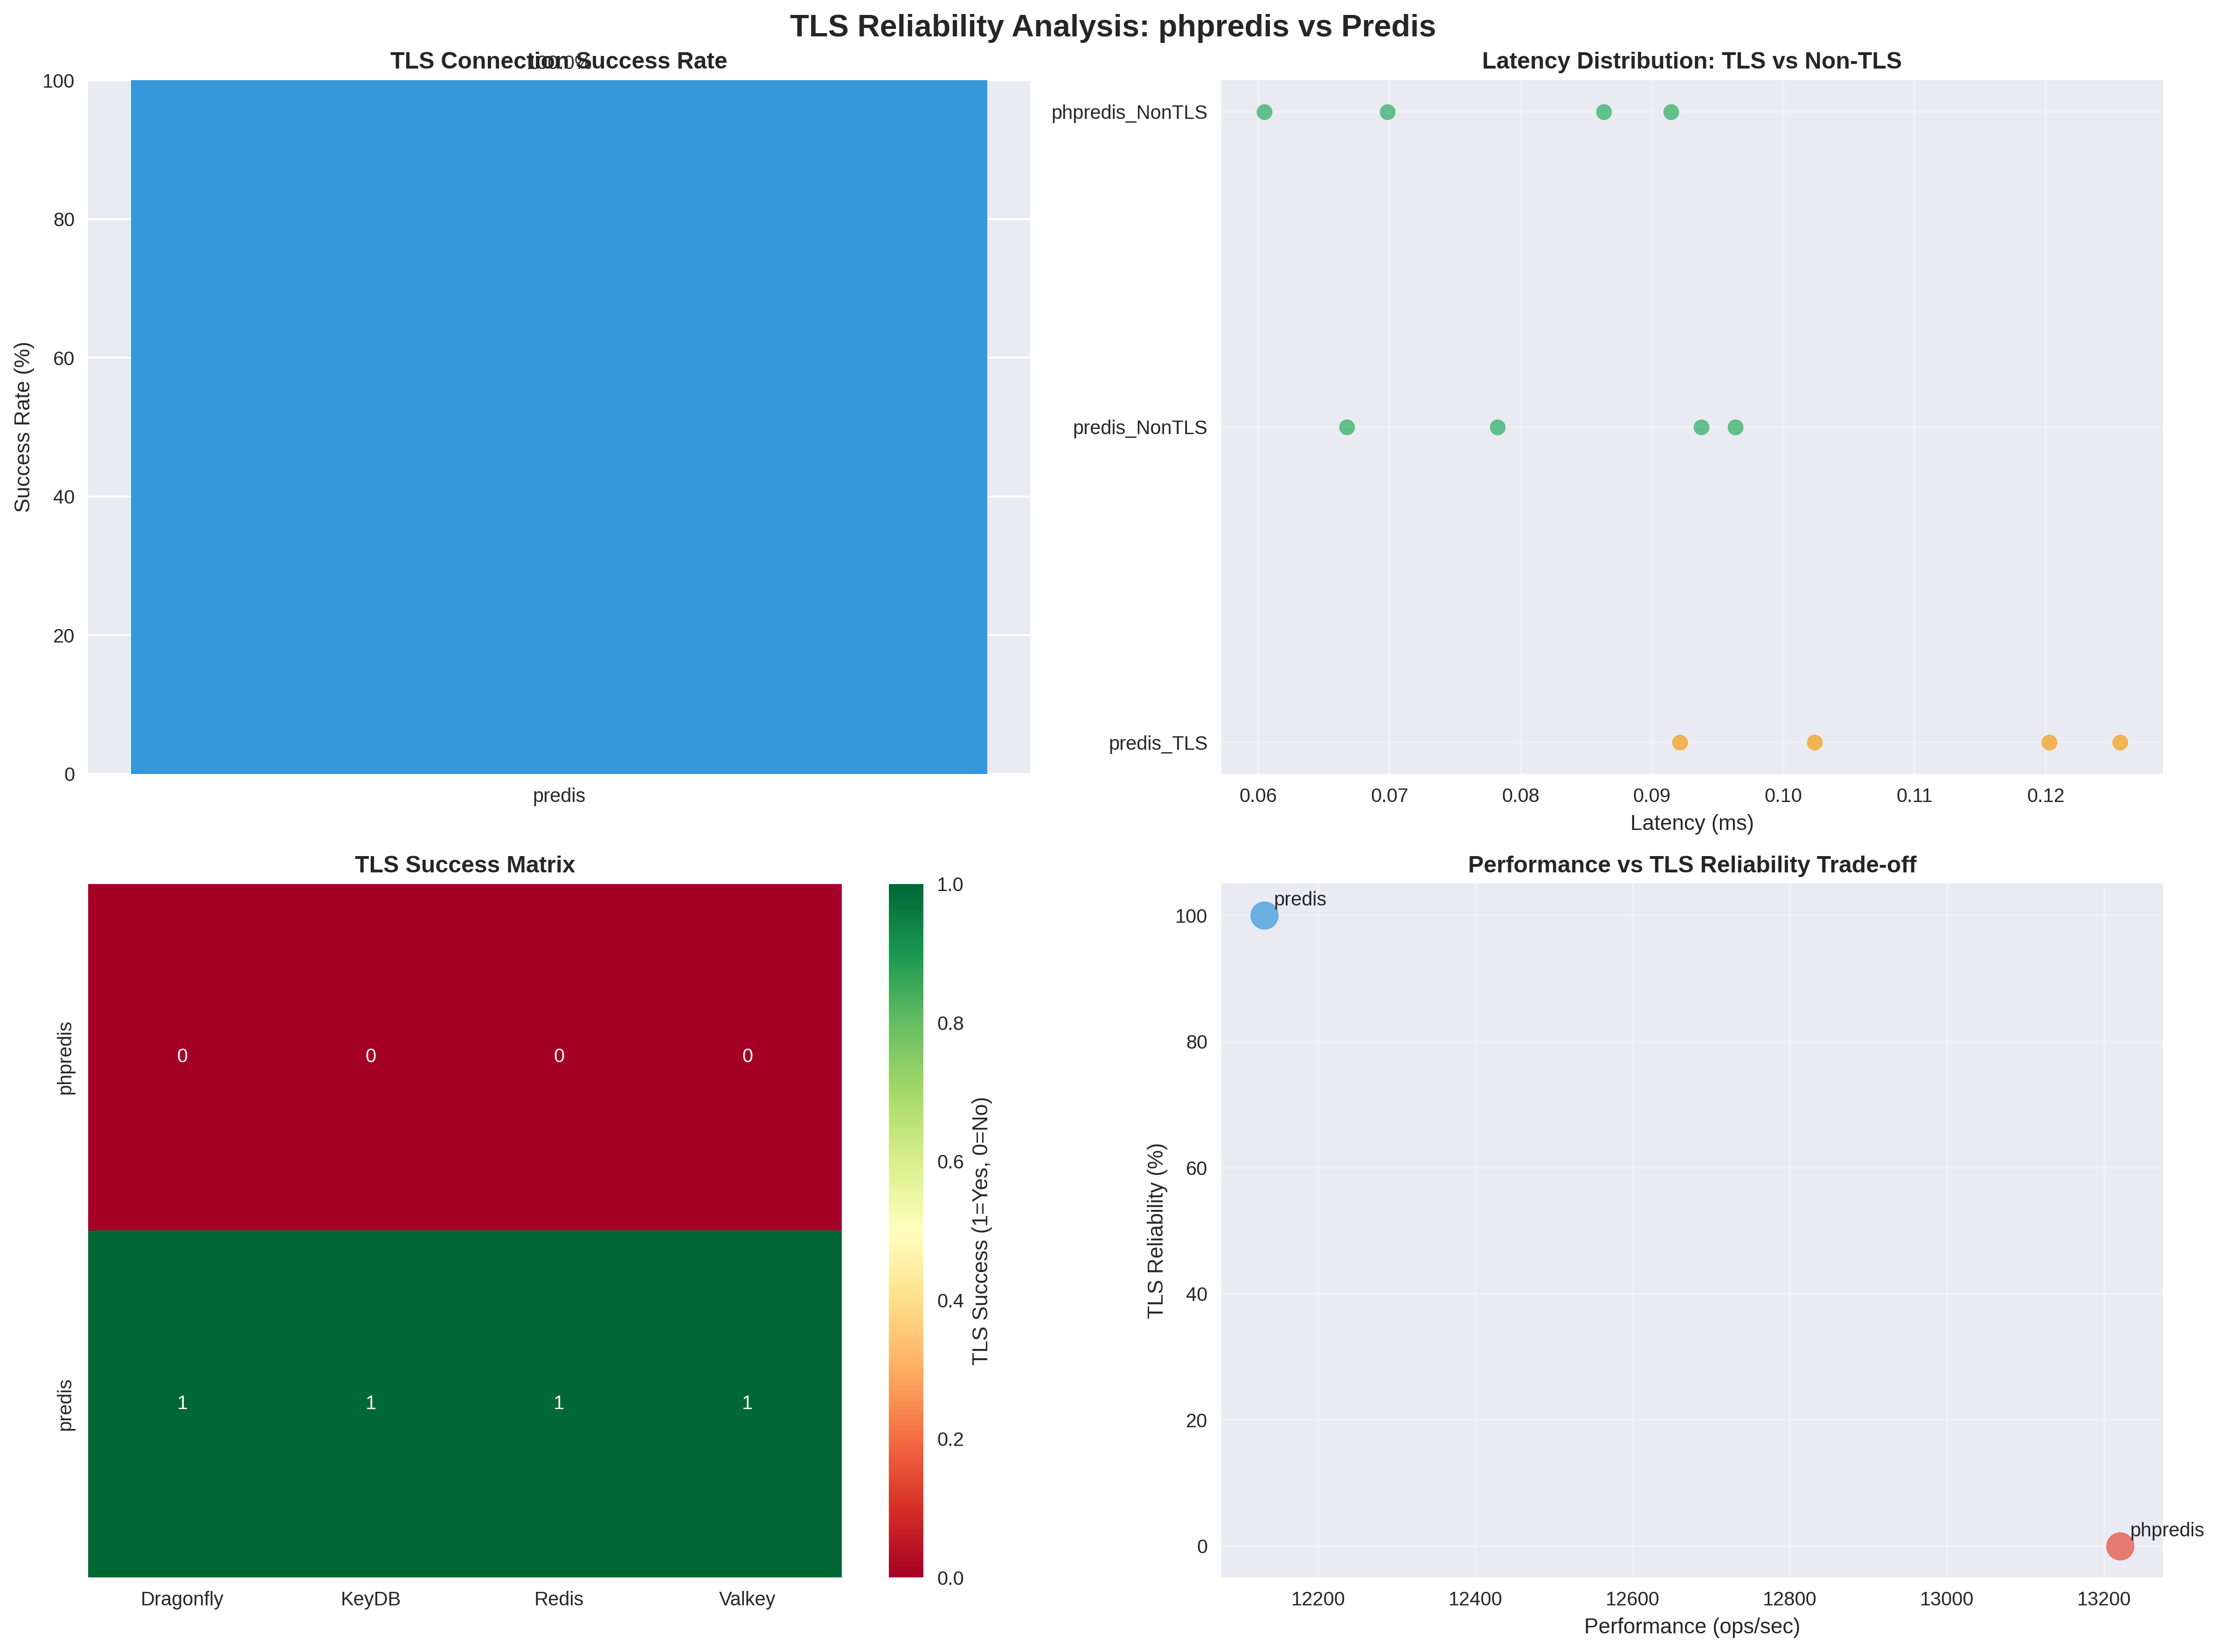 TLS Reliability Analysis: phpredis vs Predis
TLS Connection Success Rate
100.0%
100
80
60
40
20
0
Success Rate (%)
predis
Latency Distribution: TLS vs Non-TLS
phpredis_NonTLS
predis_NonTLS
predis_TLS
0.06 0.07 0.08 0.09 0.10 0.11 0.12
Latency (ms)
TLS Success Matrix
phpredis
0 0 0 0
predis
1 1 1 1
Dragonfly KeyDB Redis Valkey
1.0
0.8
0.6
0.4
0.2
0.0
TLS Success (1=Yes, 0=No)
Performance vs TLS Reliability Trade-off
predis
phpredis
100
80
60
40
20
0
TLS Reliability (%)
12200 12400 12600 12800 13000 13200
Performance (ops/sec)